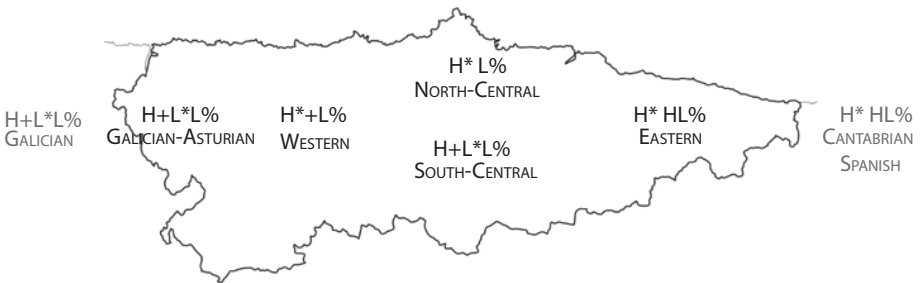 H* L%
NORTH-CENTRAL
H+L*L%
GALICIAN
H+L*L%
GALICIAN-ASTURIAN
H*+L%
WESTERN
H+L*L%
SOUTH-CENTRAL
H* HL%
EASTERN
H* HL%
CANTABRIAN
SPANISH